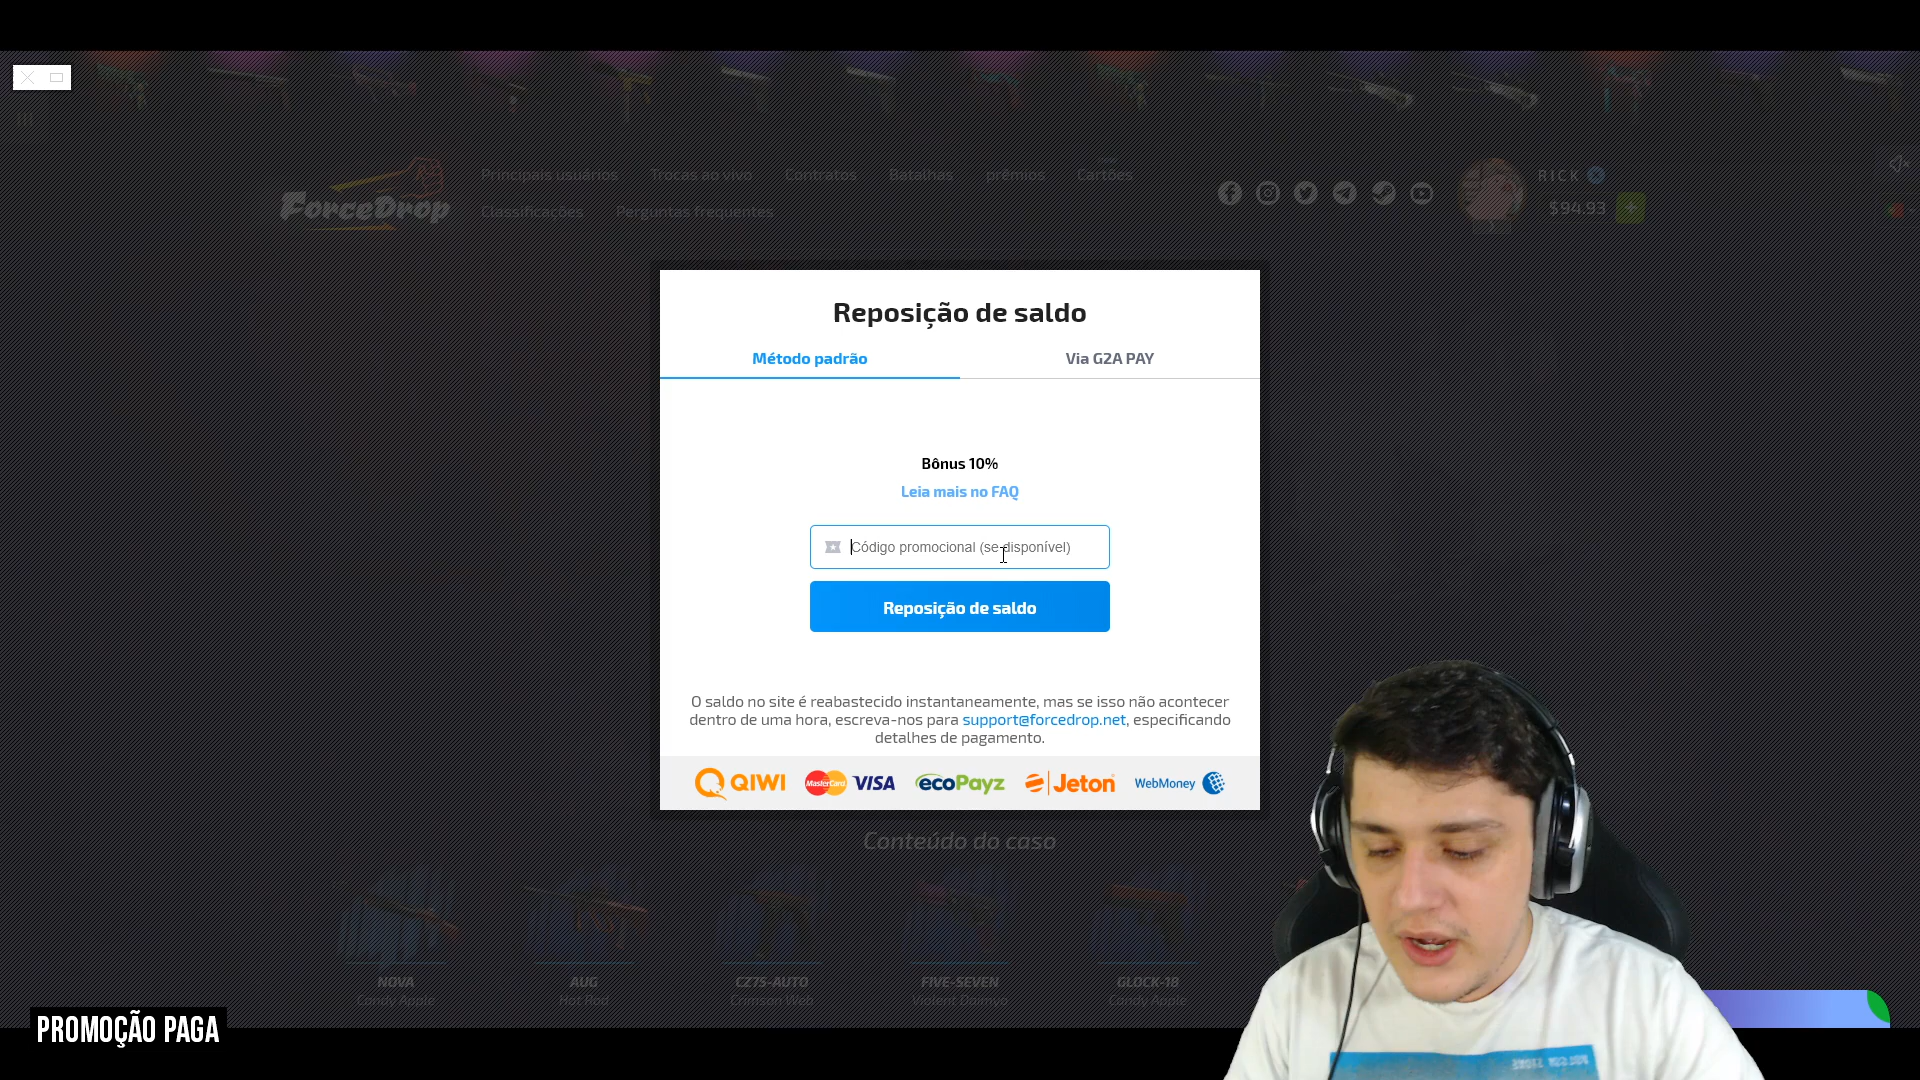 ForceDrop
Principais usuários
Trocas ao vivo
Contratos
Batalhas
prêmios
Cartões
Classificações
Perguntas frequentes
RICK
$94.93
+
Reposição de saldo
Método padrão
Via G2A PAY
Bônus 10%
Leia mais no FAQ
Código promocional (se disponível)
Reposição de saldo
O saldo no site é reabastecido instantaneamente, mas se isso não acontecer
dentro de uma hora, escreva-nos para support@forcedrop.net, especificando
detalhes de pagamento.
QIWI
MasterCard
VISA
ecoPayz
Jeton
WebMoney
Conteúdo do caso
NOVA
Candy Apple
AUG
Hot Rod
CZ75-AUTO
Crimson Web
FIVE-SEVEN
Violent Daimyo
GLOCK-18
Candy Apple
PROMOÇÃO PAGA